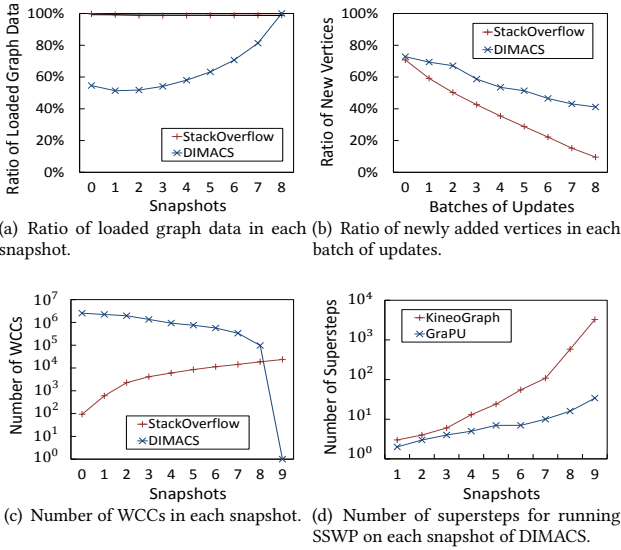 100%
80%
60%
40%
20%
0%
Ratio of Loaded Graph Data
StackOverflow
DIMACS
0 1 2 3 4 5 6 7 8
Snapshots
(a) Ratio of loaded graph data in each
snapshot.
100%
80%
60%
40%
20%
0%
Ratio of New Vertices
StackOverflow
DIMACS
0 1 2 3 4 5 6 7 8
Batches of Updates
(b) Ratio of newly added vertices in each
batch of updates.
10^7
10^6
10^5
10^4
10^3
10^2
10^1
10^0
Number of WCCs
StackOverflow
DIMACS
0 1 2 3 4 5 6 7 8 9
Snapshots
(c) Number of WCCs in each snapshot.
10^4
10^3
10^2
10^1
10^0
Number of Supersteps
KineoGraph
GraPU
1 2 3 4 5 6 7 8 9
Snapshots
(d) Number of supersteps for running
SSWP on each snapshot of DIMACS.